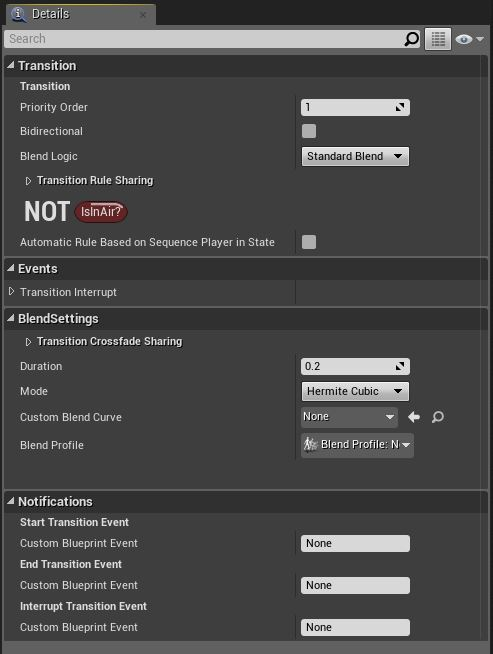 Details
Search
Transition
Transition
Priority Order 1
Bidirectional
Blend Logic Standard Blend
Transition Rule Sharing
NOT IsInAir?
Automatic Rule Based on Sequence Player in State
Events
Transition Interrupt
BlendSettings
Transition Crossfade Sharing
Duration 0.2
Mode Hermite Cubic
Custom Blend Curve None
Blend Profile Blend Profile: N
Notifications
Start Transition Event
Custom Blueprint Event None
End Transition Event
Custom Blueprint Event None
Interrupt Transition Event
Custom Blueprint Event None